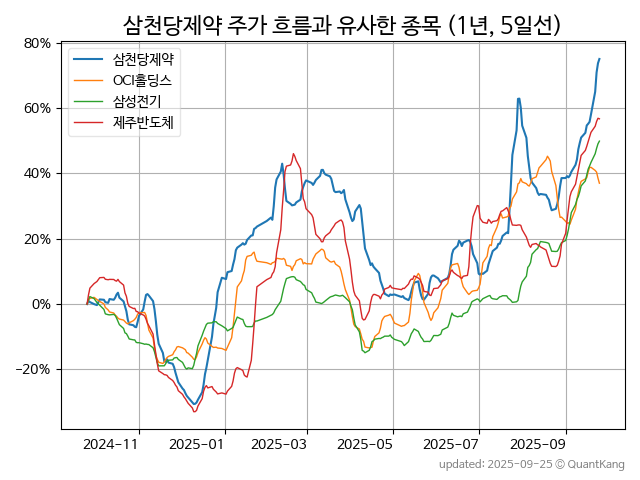 삼천당제약 주가 흐름과 유사한 종목 (1년, 5일선)
80%
60%
40%
20%
0%
−20%
삼천당제약
OCI홀딩스
삼성전기
제주반도체
2024-11
2025-01
2025-03
2025-05
2025-07
2025-09
updated: 2025-09-25 © QuantKang